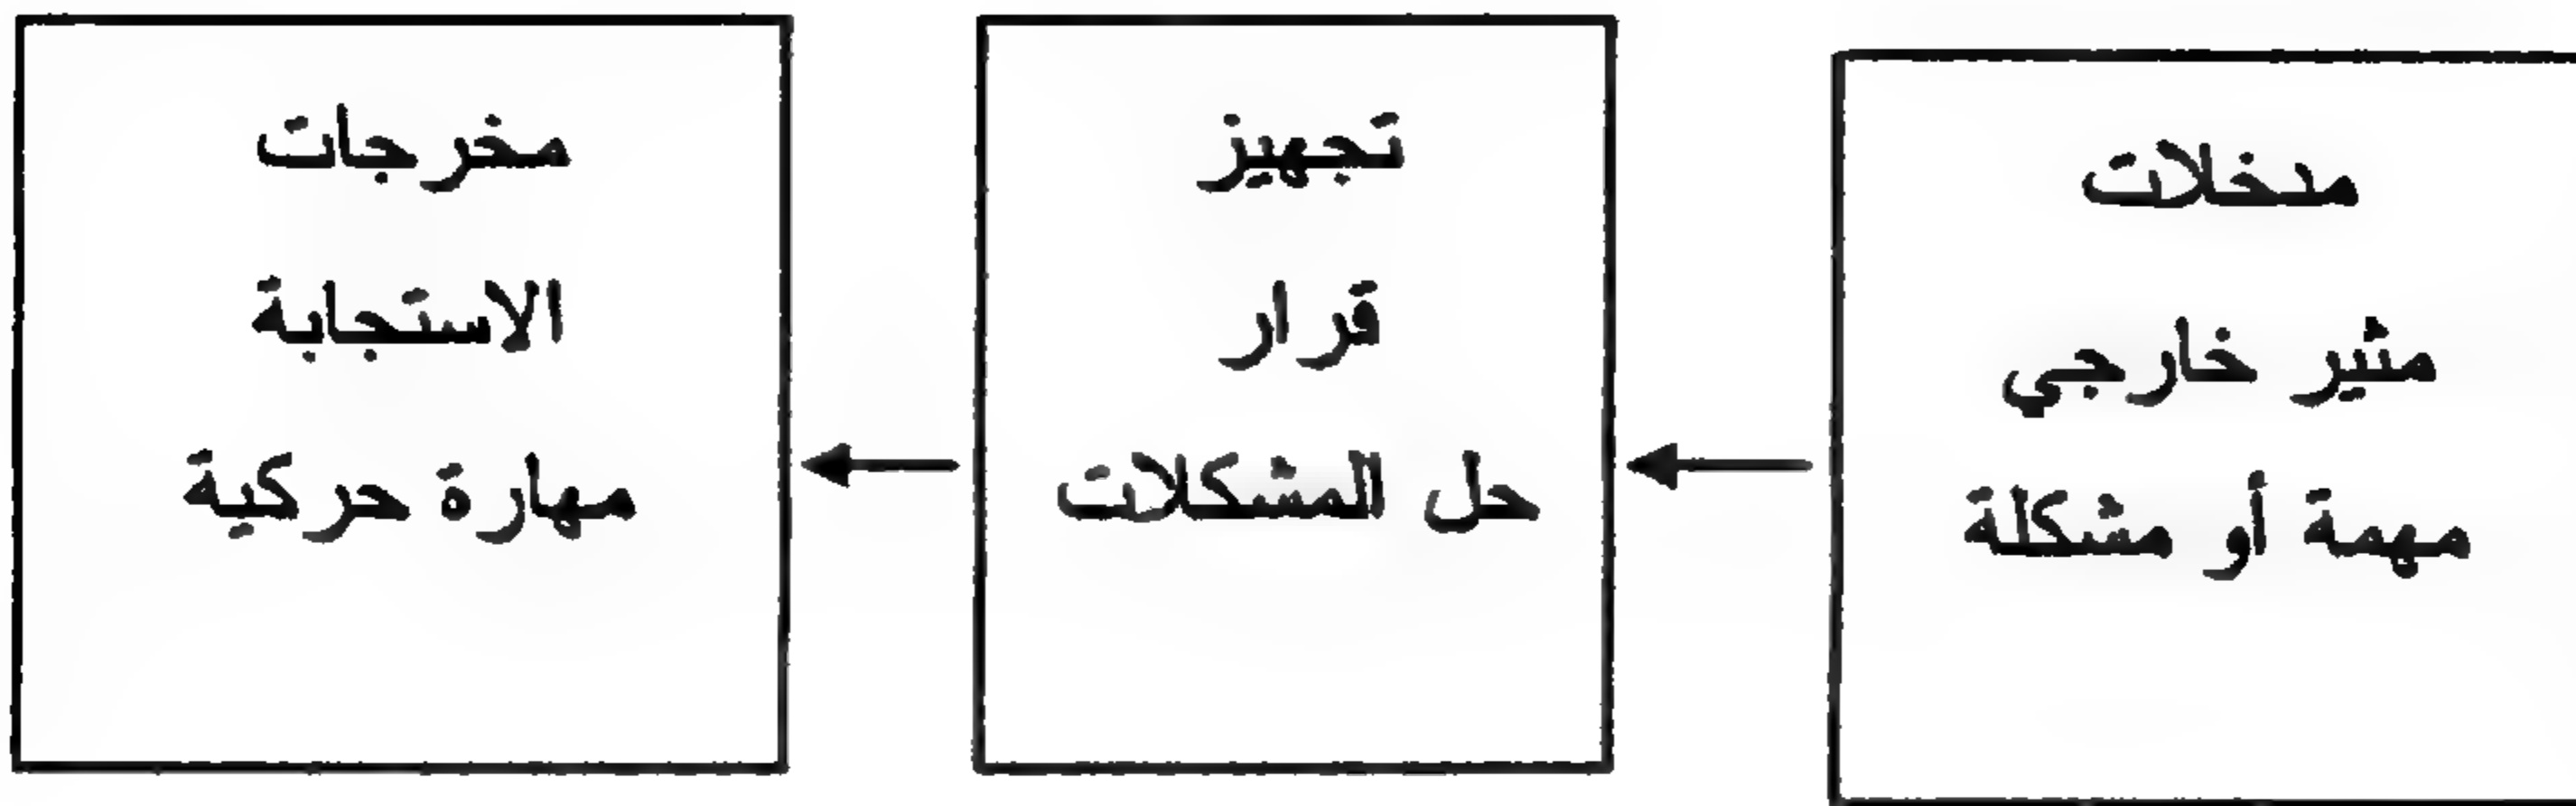 مدخلات
مثير خارجي
مهمة أو مشكلة
تجهيز
قرار
حل المشكلات
مخرجات
الاستجابة
مهارة حركية